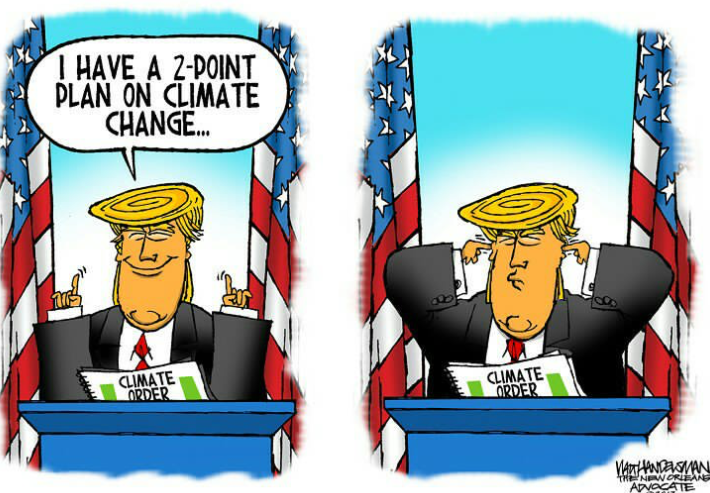 I HAVE A 2-POINT
PLAN ON CLIMATE
CHANGE...
CLIMATE
ORDER
CLIMATE
ORDER
WALT HANDELSMAN
THE NEW ORLEANS
ADVOCATE